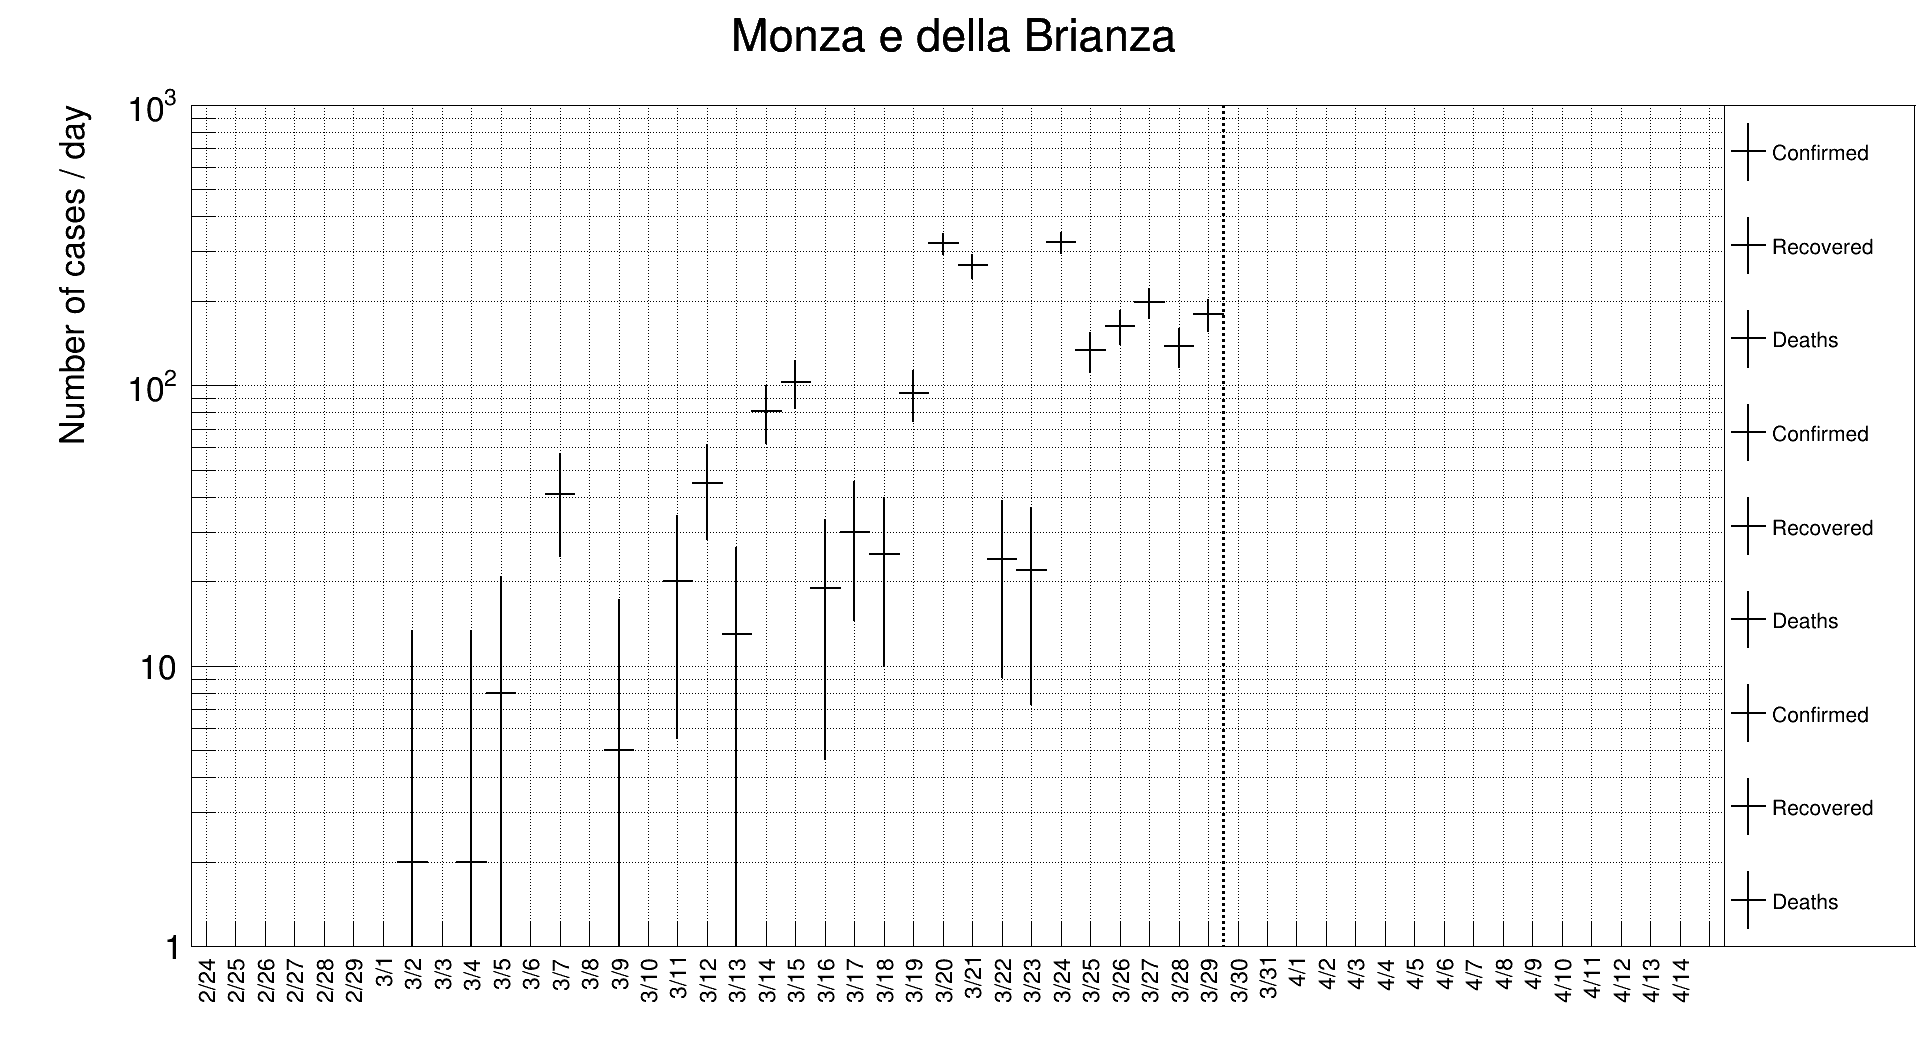 Monza e della Brianza
Number of cases / day
10³
10²
10
1
2/24 2/25 2/26 2/27 2/28 2/29 3/1 3/2 3/3 3/4 3/5 3/6 3/7 3/8 3/9 3/10 3/11 3/12 3/13 3/14 3/15 3/16 3/17 3/18 3/19 3/20 3/21 3/22 3/23 3/24 3/25 3/26 3/27 3/28 3/29 3/30 3/31 4/1 4/2 4/3 4/4 4/5 4/6 4/7 4/8 4/9 4/10 4/11 4/12 4/13 4/14
Confirmed
Recovered
Deaths
Confirmed
Recovered
Deaths
Confirmed
Recovered
Deaths